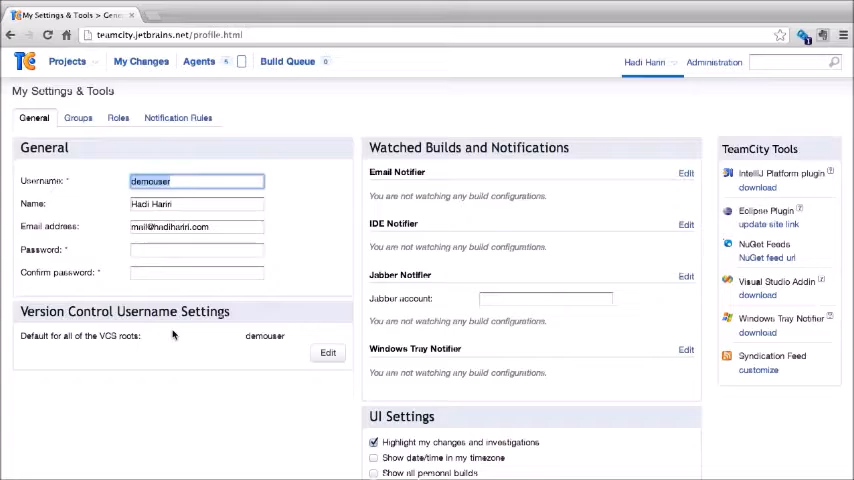 My Settings & Tools > Gene
teamcity.jetbrains.net/profile.html
TC Projects My Changes Agents 5 Build Queue 0 Hadi Hariri Administration
My Settings & Tools
General Groups Roles Notification Rules
General
Username: * demouser
Name: Hadi Hariri
Email address: mail@hadihariri.com
Password: *
Confirm password: *
Version Control Username Settings
Default for all of the VCS roots: demouser
Edit
Watched Builds and Notifications
Email Notifier Edit
You are not watching any build configurations.
IDE Notifier Edit
You are not watching any build configurations.
Jabber Notifier Edit
Jabber account:
You are not watching any build configurations.
Windows Tray Notifier Edit
You are not watching any build configurations.
UI Settings
Highlight my changes and investigations
Show date/time in my timezone
Show all personal builds
TeamCity Tools
IntelliJ Platform plugin ?
download
Eclipse Plugin ?
update site link
NuGet Feeds
NuGet feed url
Visual Studio Addin ?
download
Windows Tray Notifier ?
download
Syndication Feed
customize